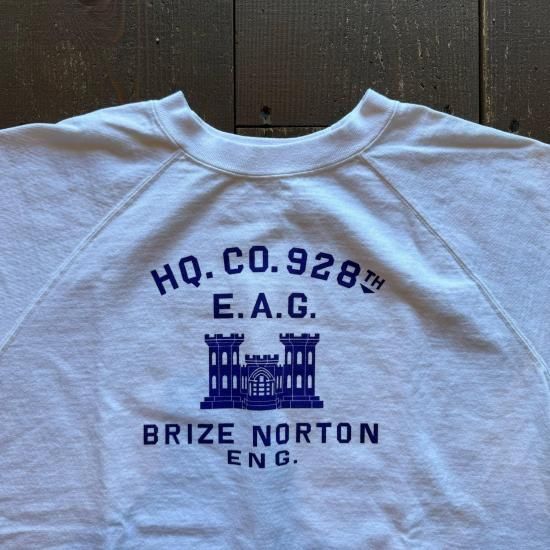 HQ. CO. 928TH
E.A.G.
BRIZE NORTON
ENG.